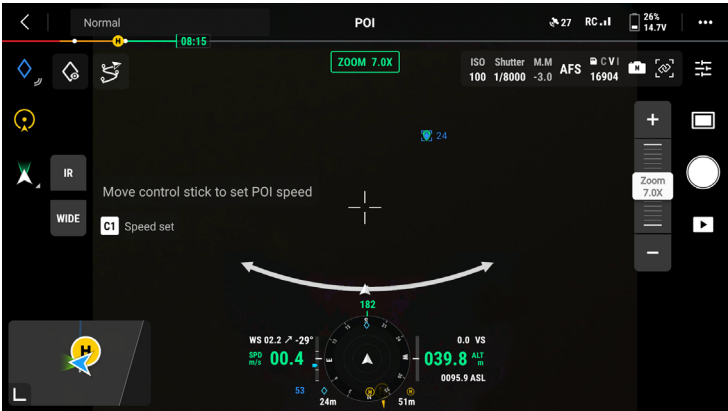 Normal
POI
27
RC
26%
14.7V
H
08:15
ZOOM 7.0X
ISO
100
Shutter
1/8000
M.M
-3.0
AFS
C V I
16904
24
IR
WIDE
Move control stick to set POI speed
C1 Speed set
+
Zoom
7.0X
−
182
WS 02.2 ↗ -29°
SPD
m/s
00.4
0.0 VS
039.8 ALT
m
0095.9 ASL
53
24m
H
51m
H